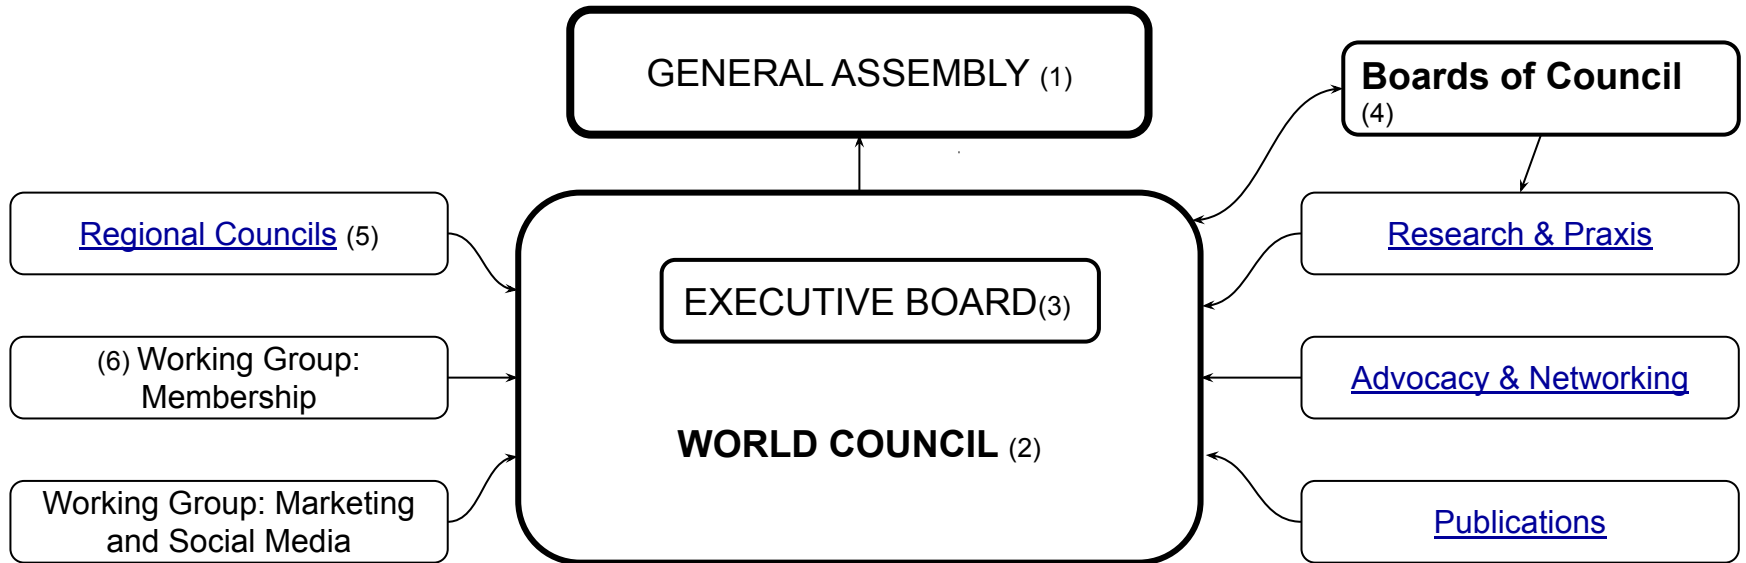 GENERAL ASSEMBLY (1)
Boards of Council
(4)
Regional Councils (5)
Research & Praxis
EXECUTIVE BOARD(3)
(6) Working Group:
Membership
Advocacy & Networking
WORLD COUNCIL (2)
Working Group: Marketing
and Social Media
Publications